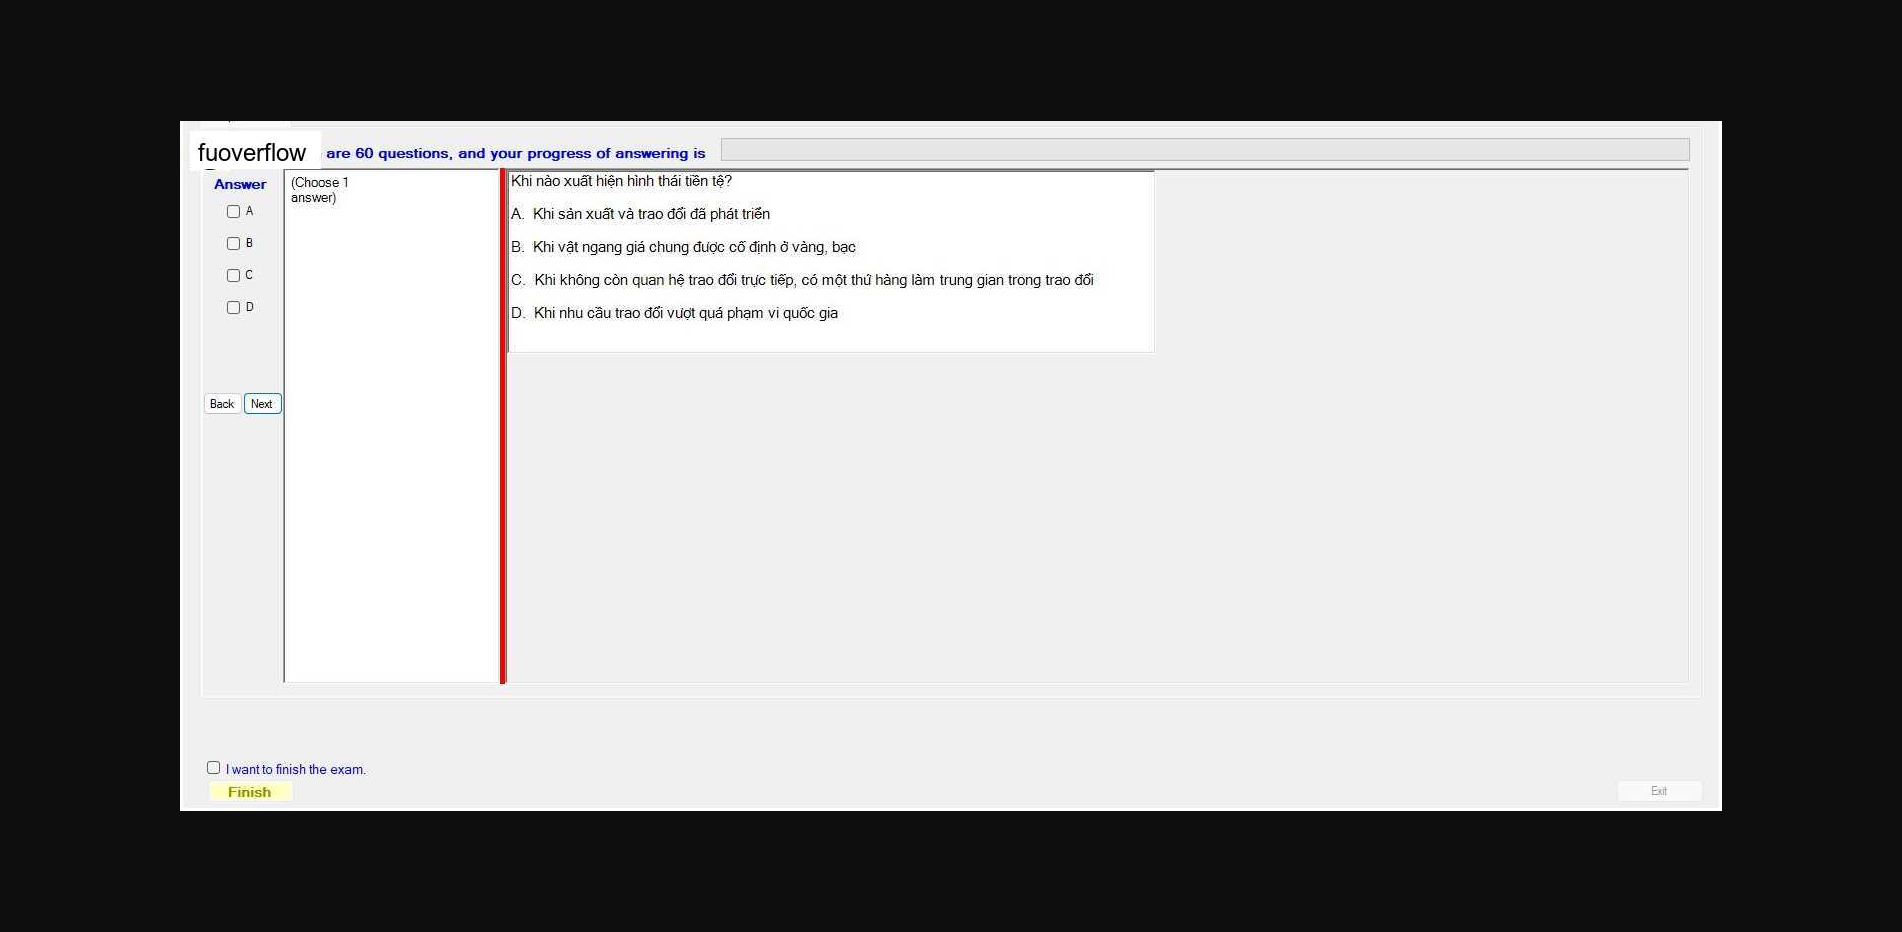 fuoverflow are 60 questions, and your progress of answering is
Answer
A
B
C
D
Back Next
(Choose 1
answer)
Khi nào xuất hiện hình thái tiền tệ?
A. Khi sản xuất và trao đổi đã phát triển
B. Khi vật ngang giá chung được cố định ở vàng, bạc
C. Khi không còn quan hệ trao đổi trực tiếp, có một thứ hàng làm trung gian trong trao đổi
D. Khi nhu cầu trao đổi vượt quá phạm vi quốc gia
I want to finish the exam.
Finish
Exit